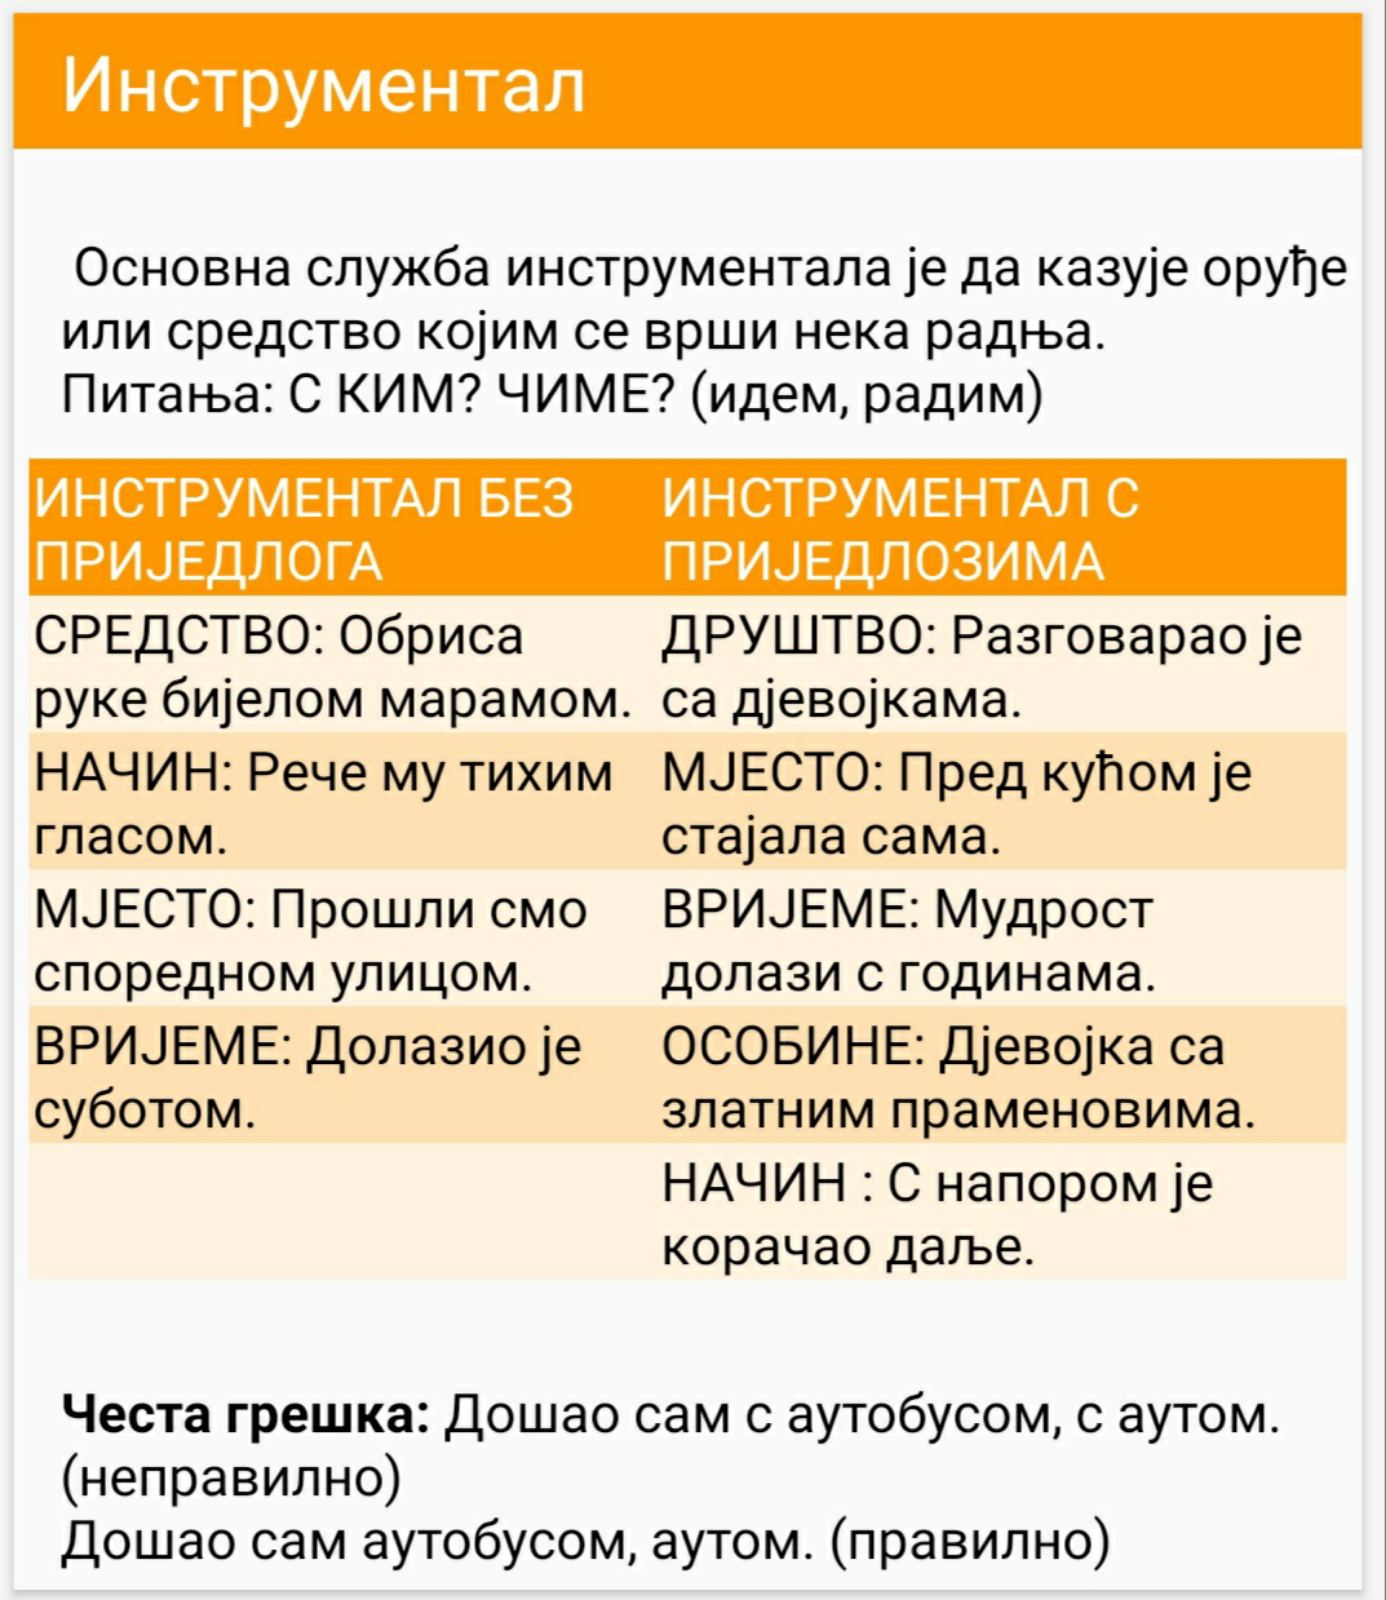 Инструментал
Основна служба инструментала је да казује оруђе
или средство којим се врши нека радња.
Питања: С КИМ? ЧИМЕ? (идем, радим)
ИНСТРУМЕНТАЛ БЕЗ
ПРИЈЕДЛОГА
ИНСТРУМЕНТАЛ С
ПРИЈЕДЛОЗИМА
СРЕДСТВО: Обриса
руке бијелом марамом.
ДРУШТВО: Разговарао је
са дјевојкама.
НАЧИН: Рече му тихим
гласом.
МЈЕСТО: Пред кућом је
стајала сама.
МЈЕСТО: Прошли смо
споредном улицом.
ВРИЈЕМЕ: Мудрост
долази с годинама.
ВРИЈЕМЕ: Долазио је
суботом.
ОСОБИНЕ: Дјевојка са
златним праменовима.
НАЧИН : С напором је
корачао даље.
Честа грешка: Дошао сам с аутобусом, с аутом.
(неправилно)
Дошао сам аутобусом, аутом. (правилно)